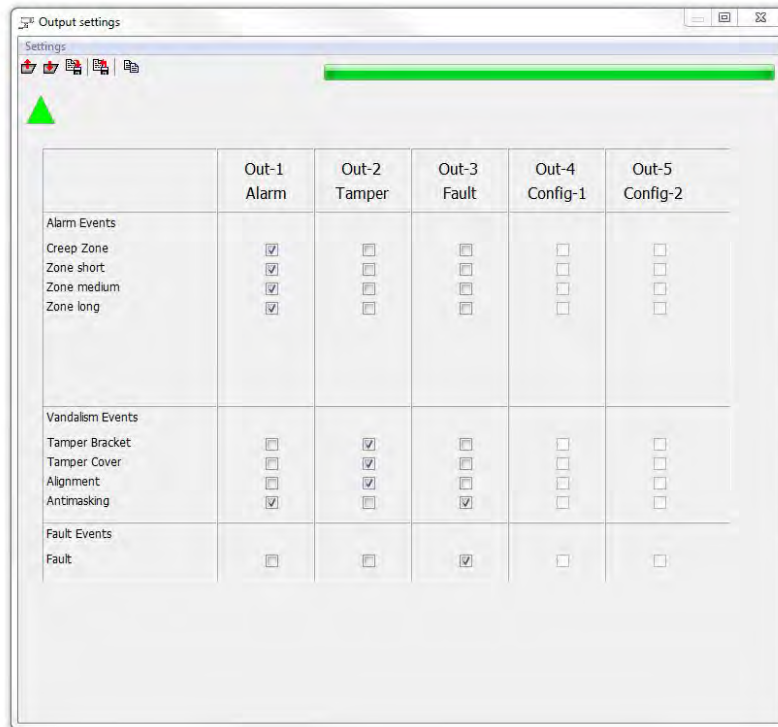 Output settings
Settings
Out-1 Out-2 Out-3 Out-4 Out-5
Alarm Tamper Fault Config-1 Config-2
Alarm Events
Creep Zone
Zone short
Zone medium
Zone long
Vandalism Events
Tamper Bracket
Tamper Cover
Alignment
Antimasking
Fault Events
Fault